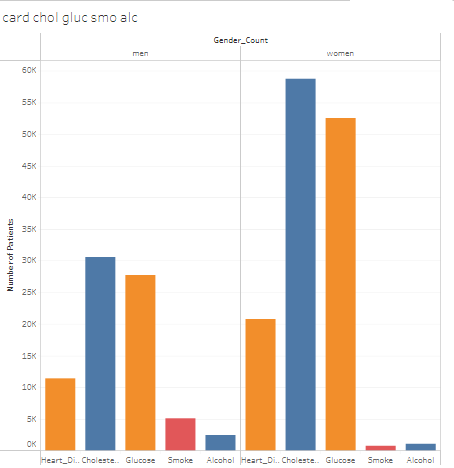 card chol gluc smo alc
Gender_Count
men women
Number of Patients
60K
55K
50K
45K
40K
35K
30K
25K
20K
15K
10K
5K
0K
Heart_Di.. Choleste.. Glucose Smoke Alcohol Heart_Di.. Choleste.. Glucose Smoke Alcohol